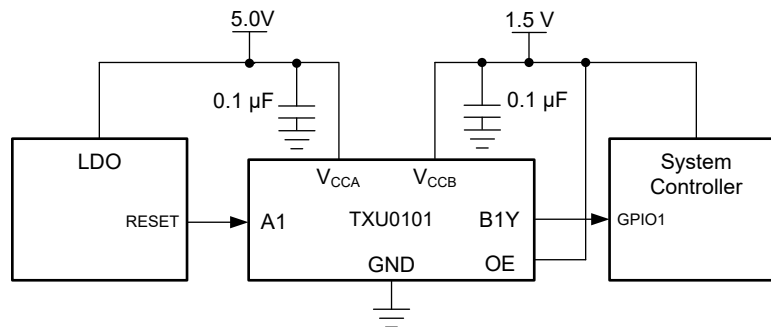 5.0V
1.5 V
0.1 µF
0.1 µF
LDO
System
Controller
VCCA
VCCB
RESET
A1
TXU0101
B1Y
GPIO1
GND
OE